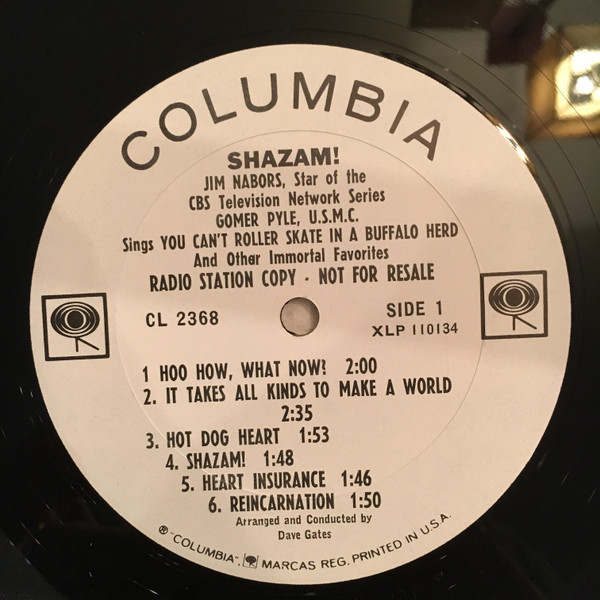 COLUMBIA
SHAZAM!
JIM NABORS, Star of the
CBS Television Network Series
GOMER PYLE, U.S.M.C.
Sings YOU CAN'T ROLLER SKATE IN A BUFFALO HERD
And Other Immortal Favorites
RADIO STATION COPY - NOT FOR RESALE
CL 2368
SIDE 1
XLP 110134
1 HOO HOW, WHAT NOW? 2:00
2. IT TAKES ALL KINDS TO MAKE A WORLD
2:35
3. HOT DOG HEART 1:53
4. SHAZAM! 1:48
5. HEART INSURANCE 1:46
6. REINCARNATION 1:50
Arranged and Conducted by
Dave Gates
® "COLUMBIA", MARCAS REG. PRINTED IN U.S.A.